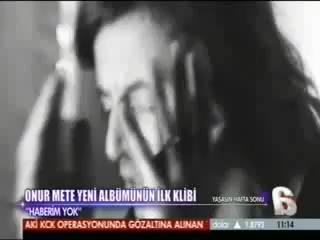 ONUR METE YENİ ALBÜMÜNÜN İLK KLİBİ
"HABERİM YOK"
YAŞASIN HAFTA SONU
6
AKİ KCK OPERASYONUNDA GÖZALTINA ALINAN
dolar ▲ 1.8792
11:14